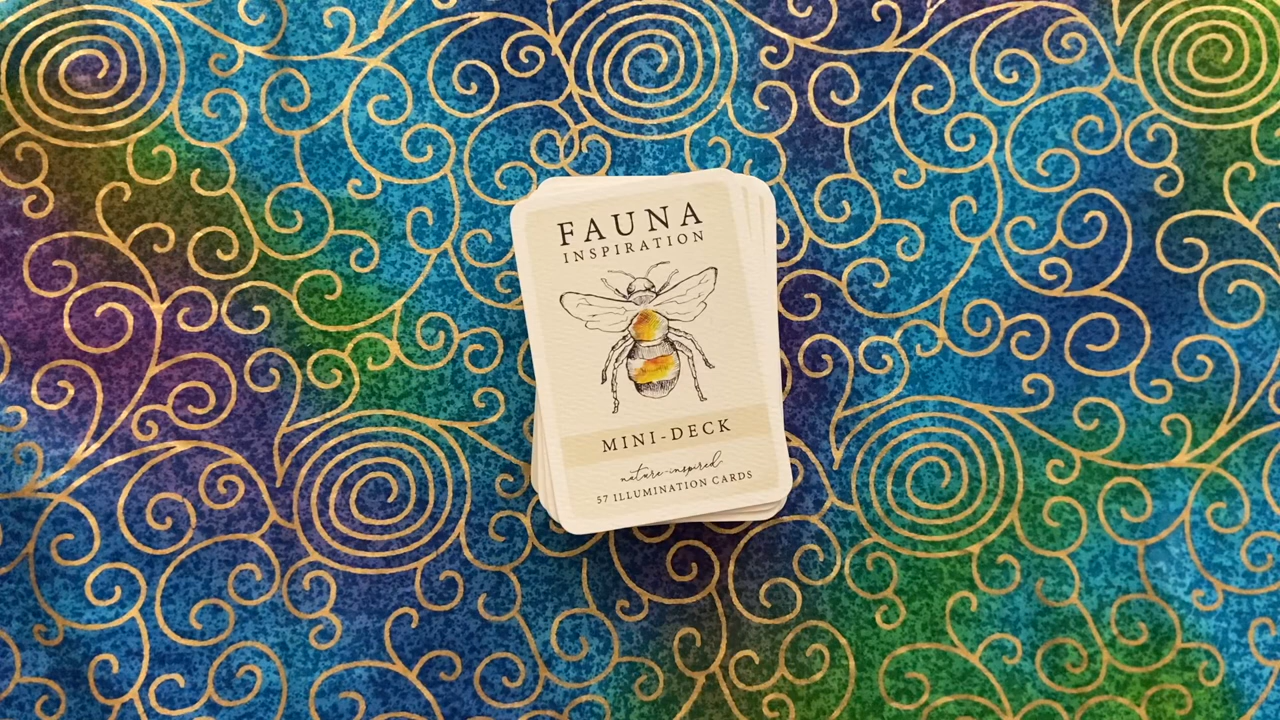 FAUNA
INSPIRATION
MINI-DECK
nature-inspired
57 ILLUMINATION CARDS